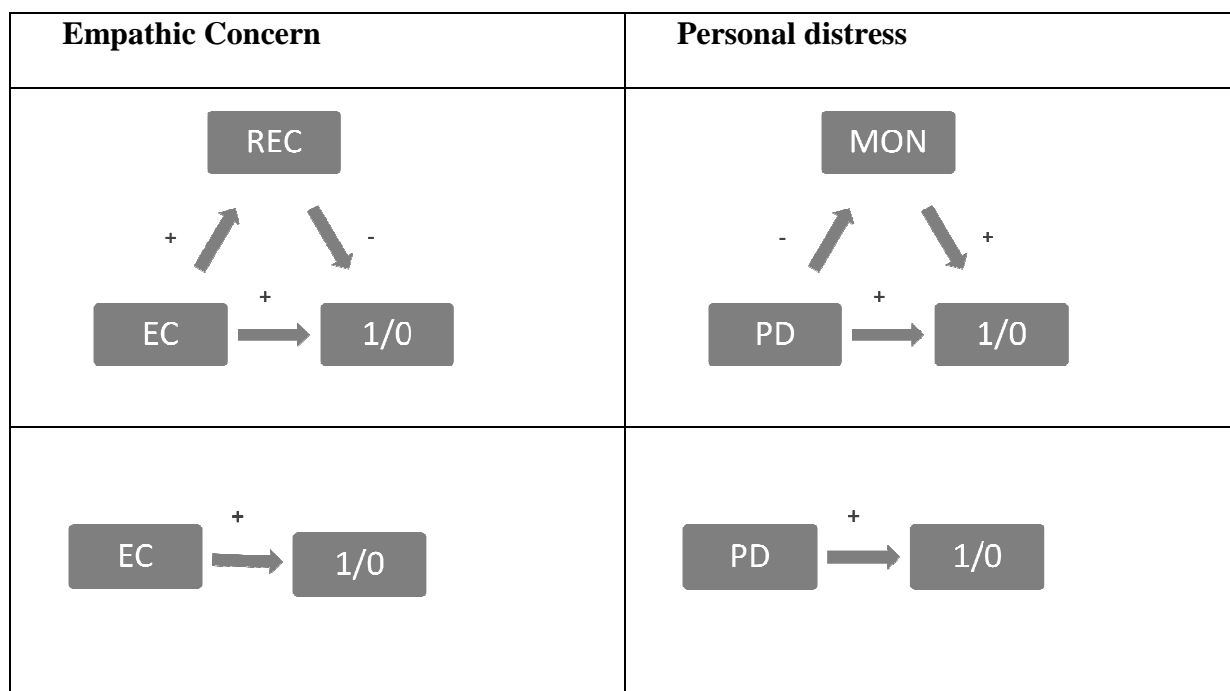 Empathic Concern
Personal distress
REC
+
-
+
EC
1/0
MON
-
+
+
PD
1/0
+
EC
1/0
+
PD
1/0